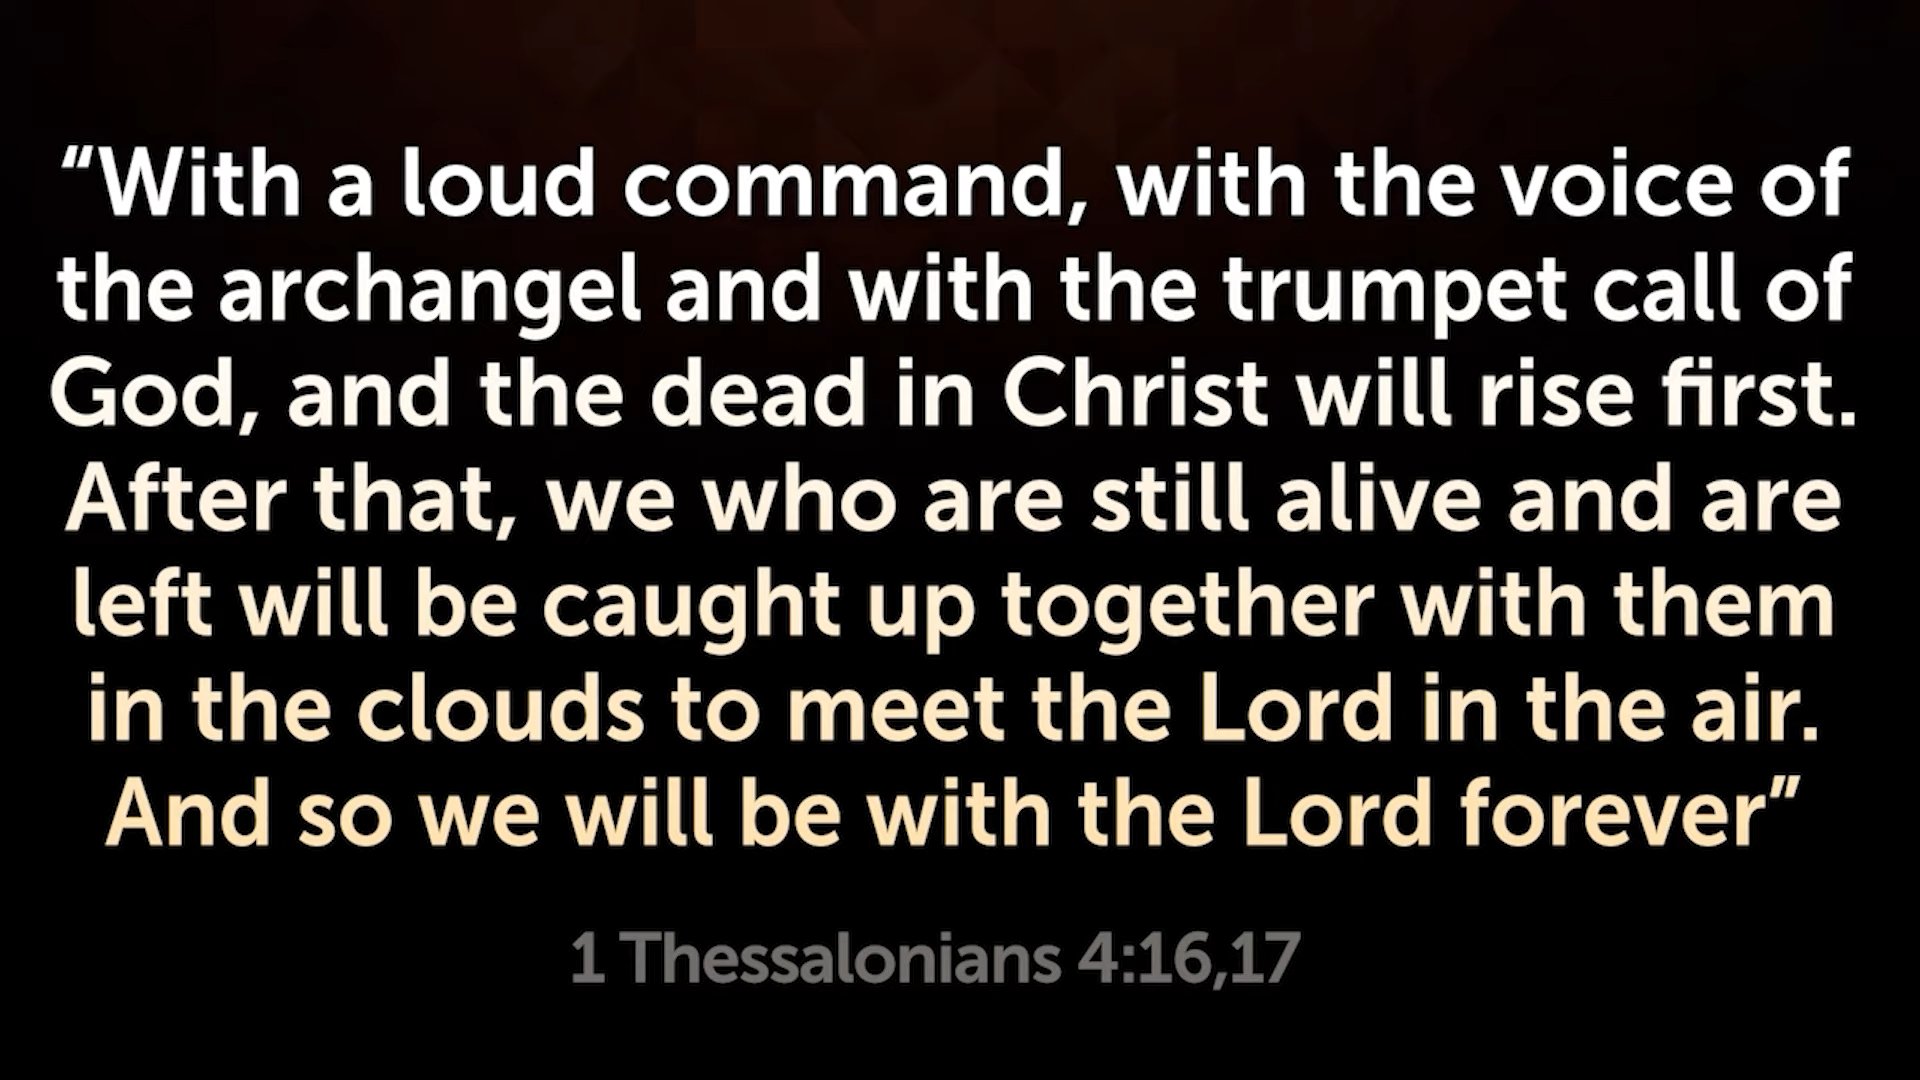 “With a loud command, with the voice of
the archangel and with the trumpet call of
God, and the dead in Christ will rise first.
After that, we who are still alive and are
left will be caught up together with them
in the clouds to meet the Lord in the air.
And so we will be with the Lord forever”
1 Thessalonians 4:16,17